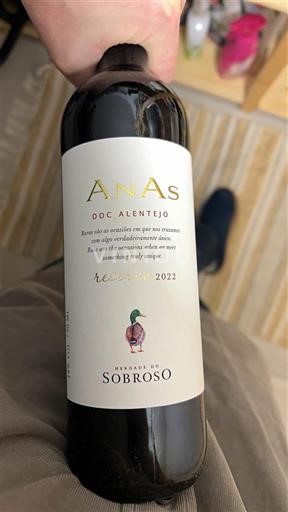 ANAS
DOC ALENTEJO
Raras são as ocasiões em que nos cruzamos
com algo verdadeiramente único.
Rare are the occasions when we meet
something truly unique.
reserva 2022
HERDADE DO
SOBROSO